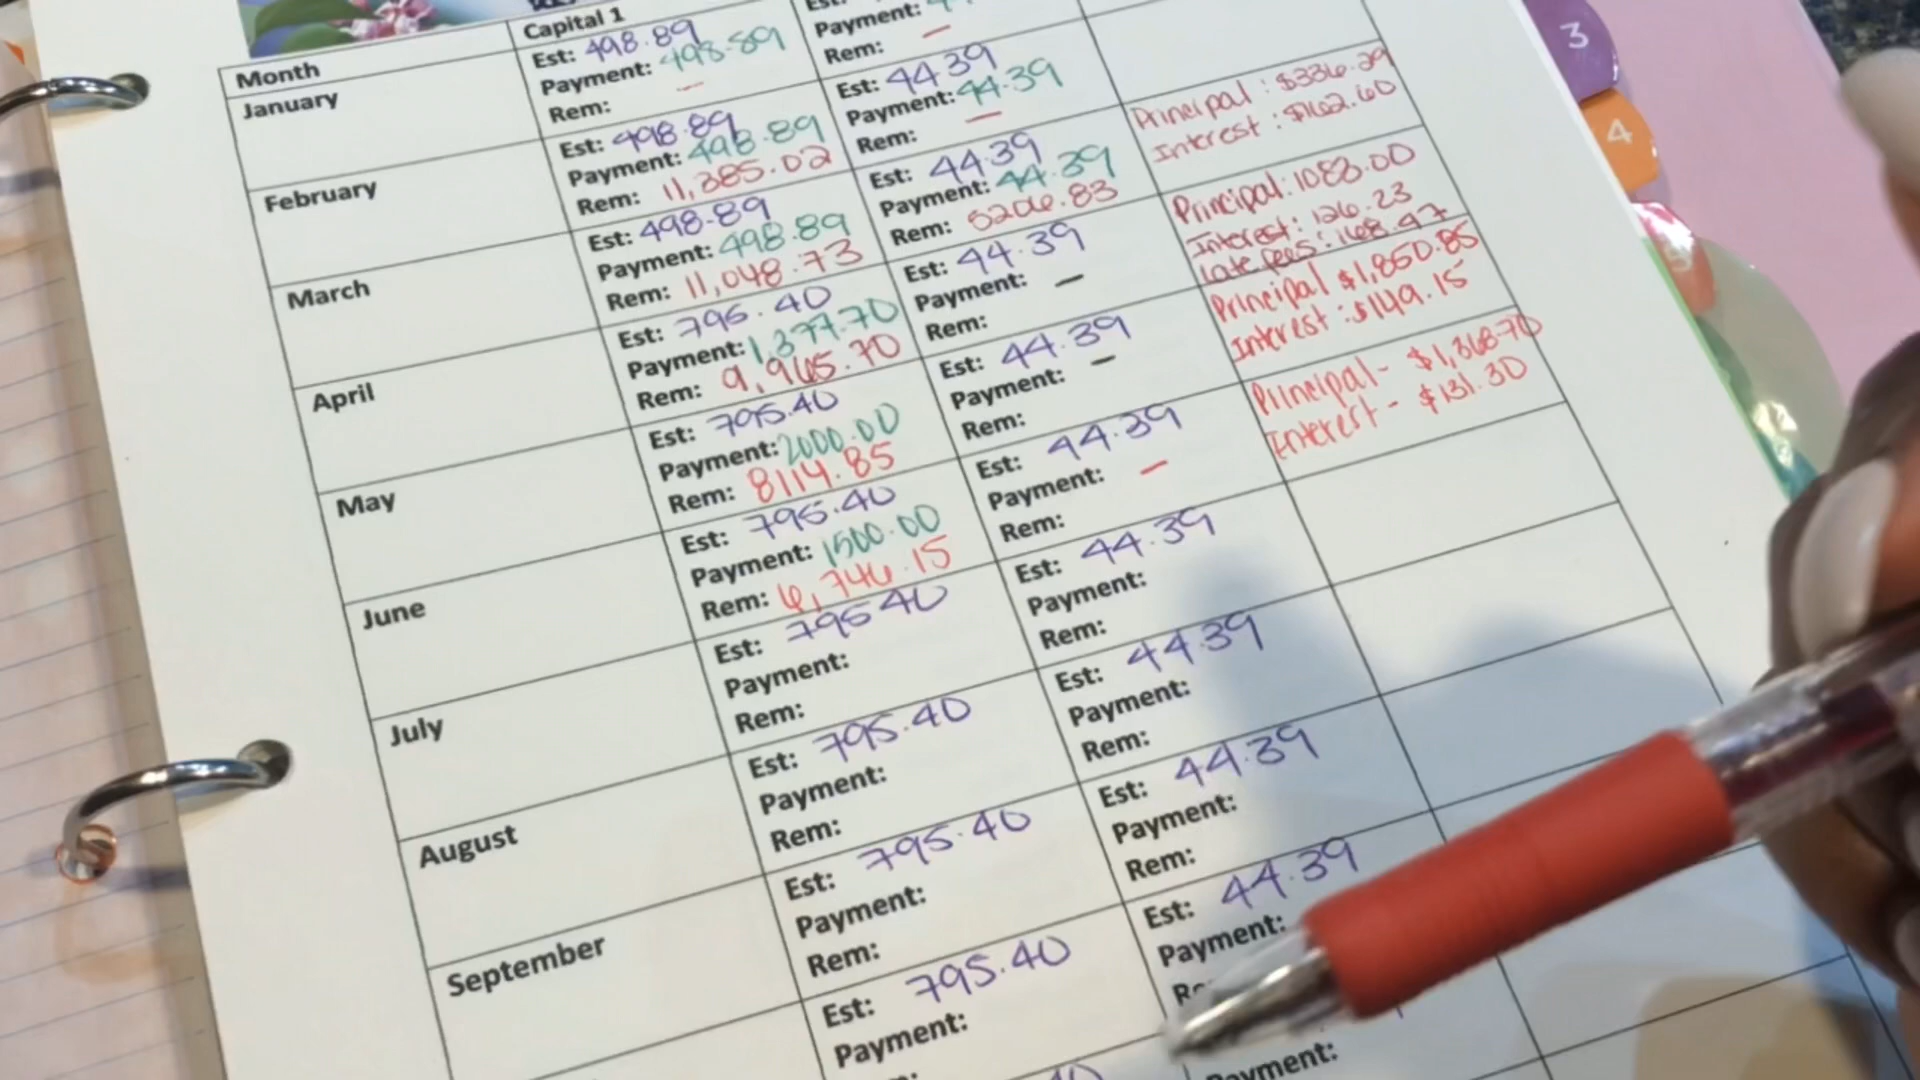 Month
Capital 1
January
Est: 498.89
Payment: 498.89
Rem: —
Payment:
Rem: —
February
Est: 498.89
Payment: 498.89
Rem: 11,385.02
Est: 44.39
Payment: 44.39
Rem: —
March
Est: 498.89
Payment: 498.89
Rem: 11,048.73
Est: 44.39
Payment: 44.39
Rem: 5206.83
Principal : $336.29
Interest : $162.60
April
Est: 795.40
Payment: 1,377.70
Rem: 9,965.70
Est: 44.39
Payment: —
Rem:
Principal: 1083.00
Interest: 126.23
Late fees: 168.47
May
Est: 795.40
Payment: 2000.00
Rem: 8114.85
Est: 44.39
Payment: —
Rem:
Principal $1,850.85
Interest : $149.15
June
Est: 795.40
Payment: 1500.00
Rem: 6,746.15
Est: 44.39
Payment: —
Rem:
Principal- $1,368.70
Interest - $131.30
July
Est: 795.40
Payment:
Rem:
Est: 44.39
Payment:
Rem:
August
Est: 795.40
Payment:
Rem:
Est: 44.39
Payment:
Rem:
September
Est: 795.40
Payment:
Rem:
Est: 44.39
Payment:
Rem:
Est: 795.40
Payment:
Est: 44.39
Payment:
Payment:
3
4